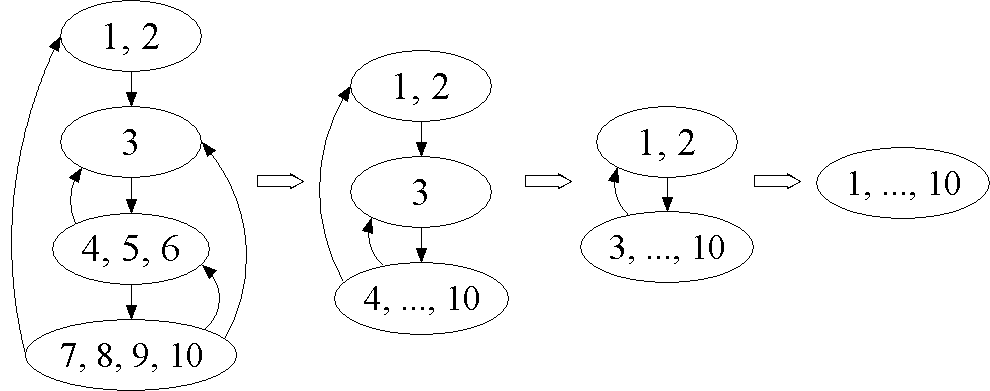 1, 2
3
4, 5, 6
7, 8, 9, 10
1, 2
3
4, ..., 10
1, 2
3, ..., 10
1, ..., 10